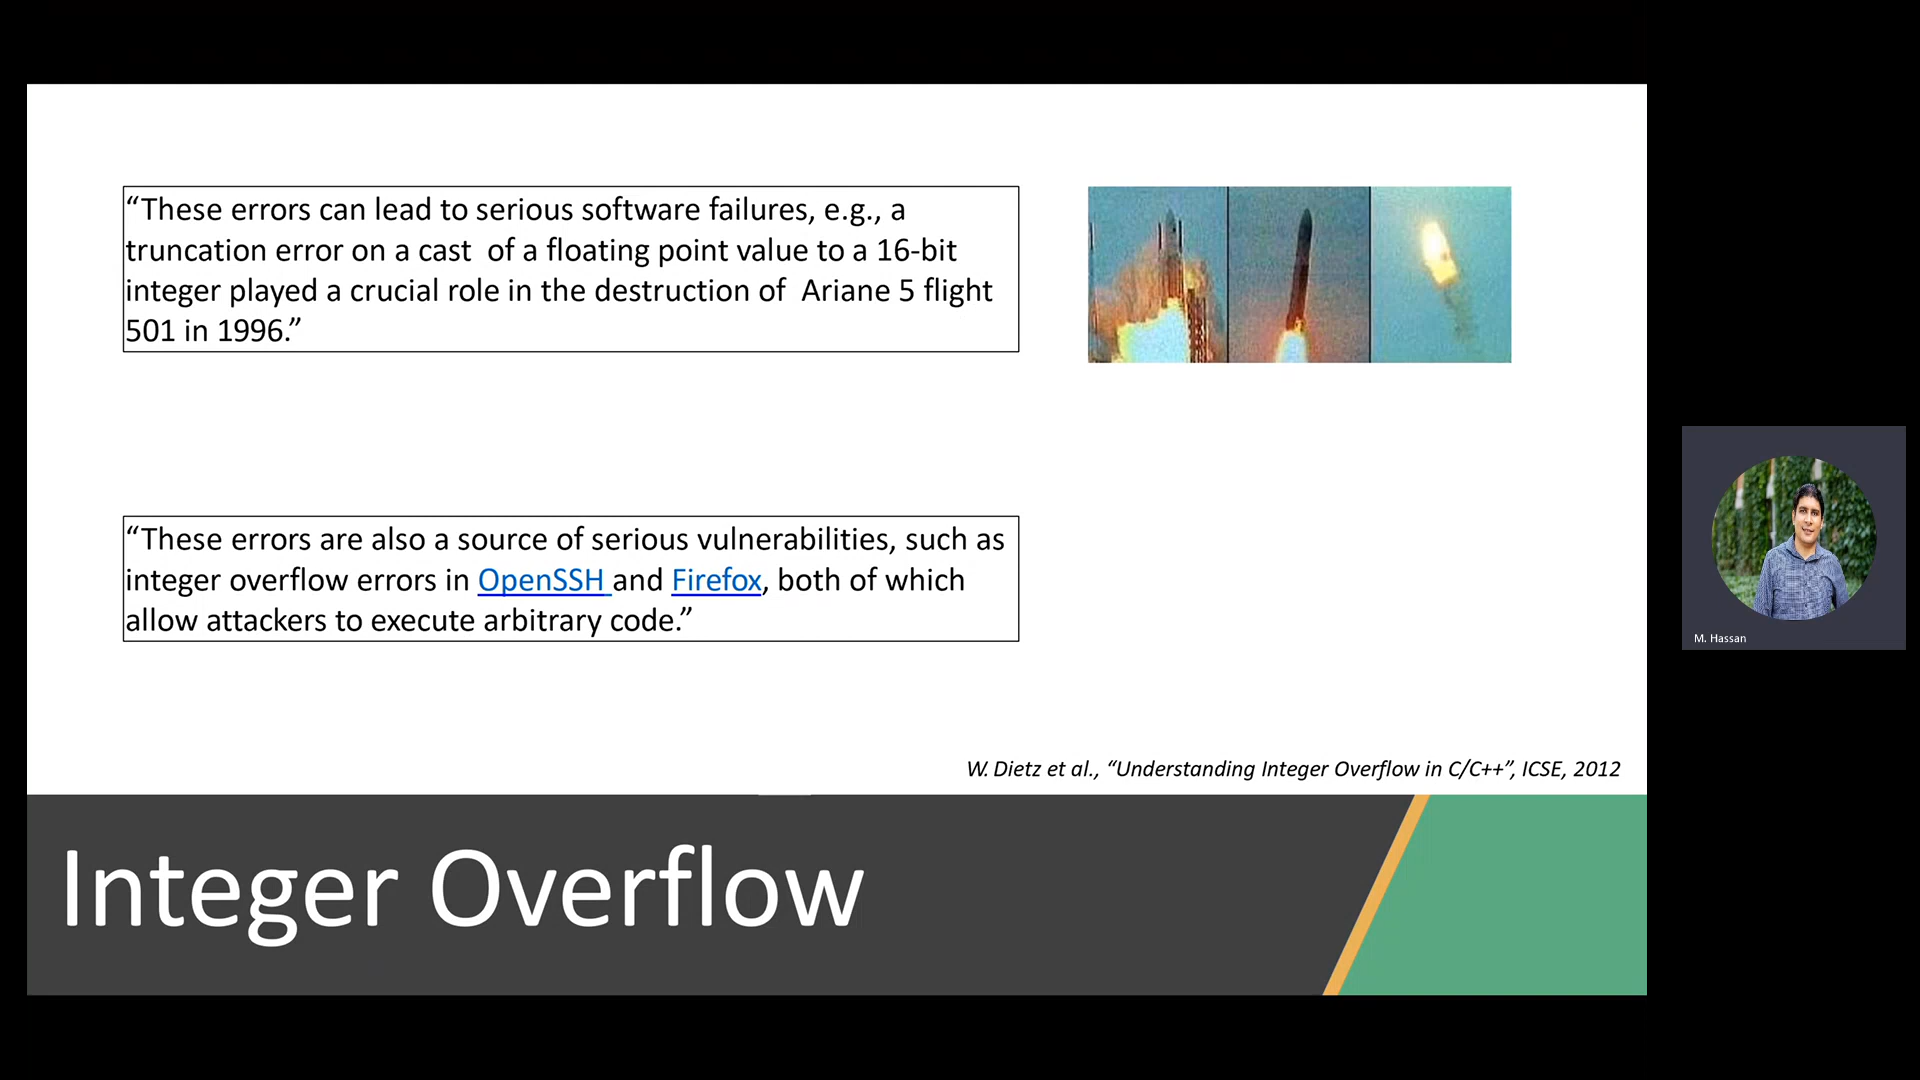 “These errors can lead to serious software failures, e.g., a
truncation error on a cast  of a floating point value to a 16-bit
integer played a crucial role in the destruction of  Ariane 5 flight
501 in 1996.”
“These errors are also a source of serious vulnerabilities, such as
integer overflow errors in OpenSSH and Firefox, both of which
allow attackers to execute arbitrary code.”
W. Dietz et al., “Understanding Integer Overflow in C/C++”, ICSE, 2012
Integer Overflow
M. Hassan